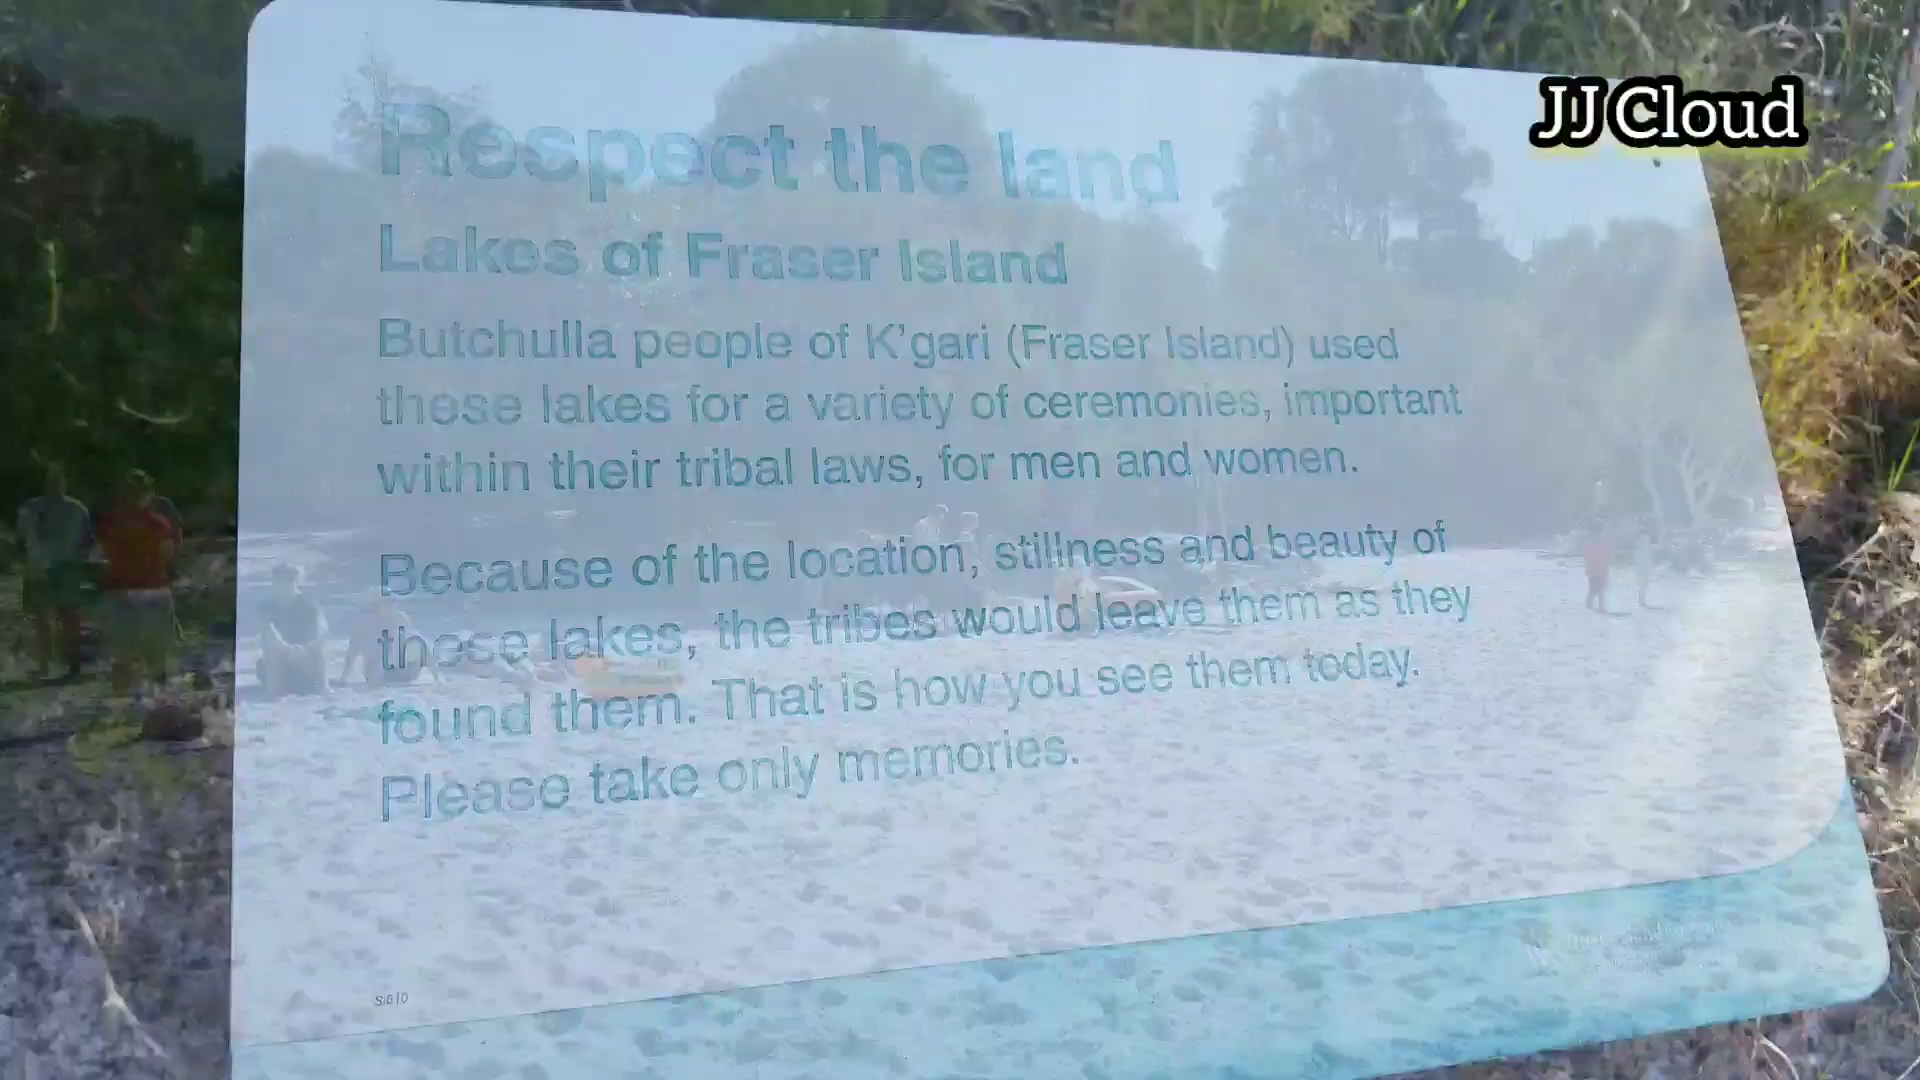 JJ Cloud
Respect the land
Lakes of Fraser Island
Butchulla people of K'gari (Fraser Island) used
these lakes for a variety of ceremonies, important
within their tribal laws, for men and women.
Because of the location, stillness and beauty of
these lakes, the tribes would leave them as they
found them. That is how you see them today.
Please take only memories.